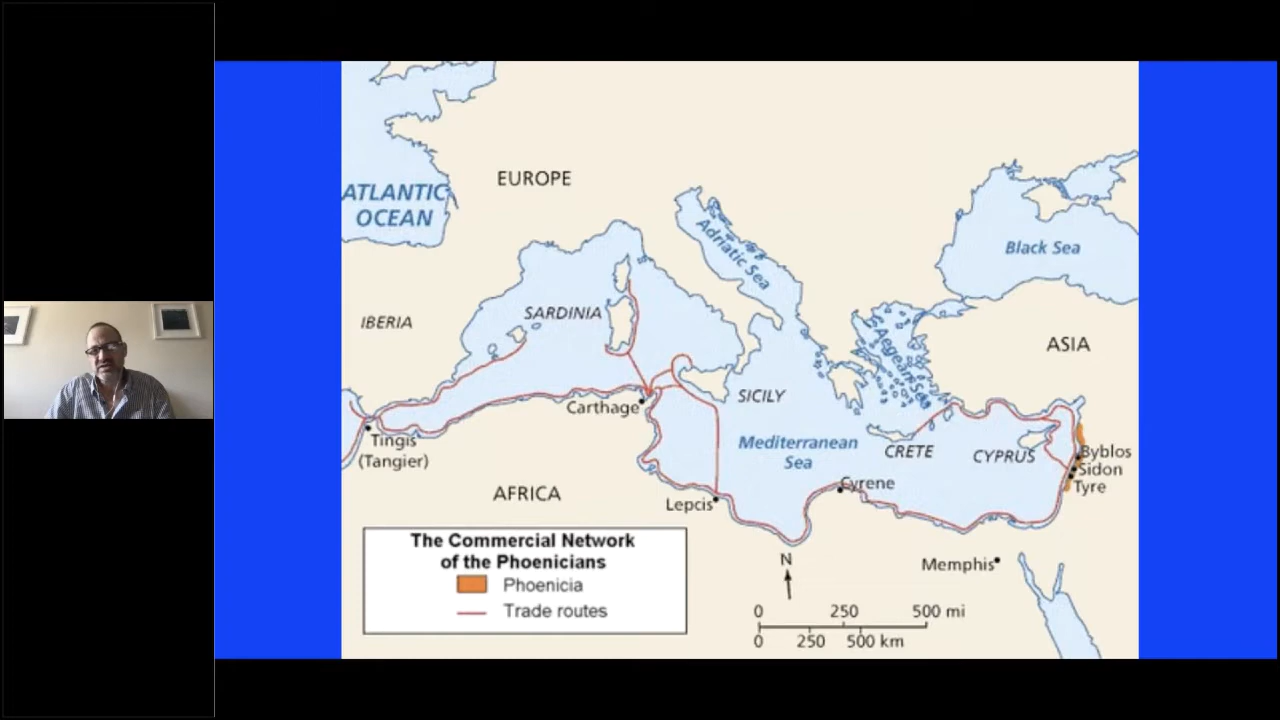 EUROPE
ATLANTIC
OCEAN
Adriatic Sea
Black Sea
IBERIA
SARDINIA
Aegean Sea
ASIA
SICILY
Carthage
Tingis
(Tangier)
Mediterranean
Sea
CRETE
CYPRUS
Byblos
Sidon
Tyre
AFRICA
Lepcis
Cyrene
Memphis
The Commercial Network
of the Phoenicians
Phoenicia
Trade routes
N
0 250 500 mi
0 250 500 km